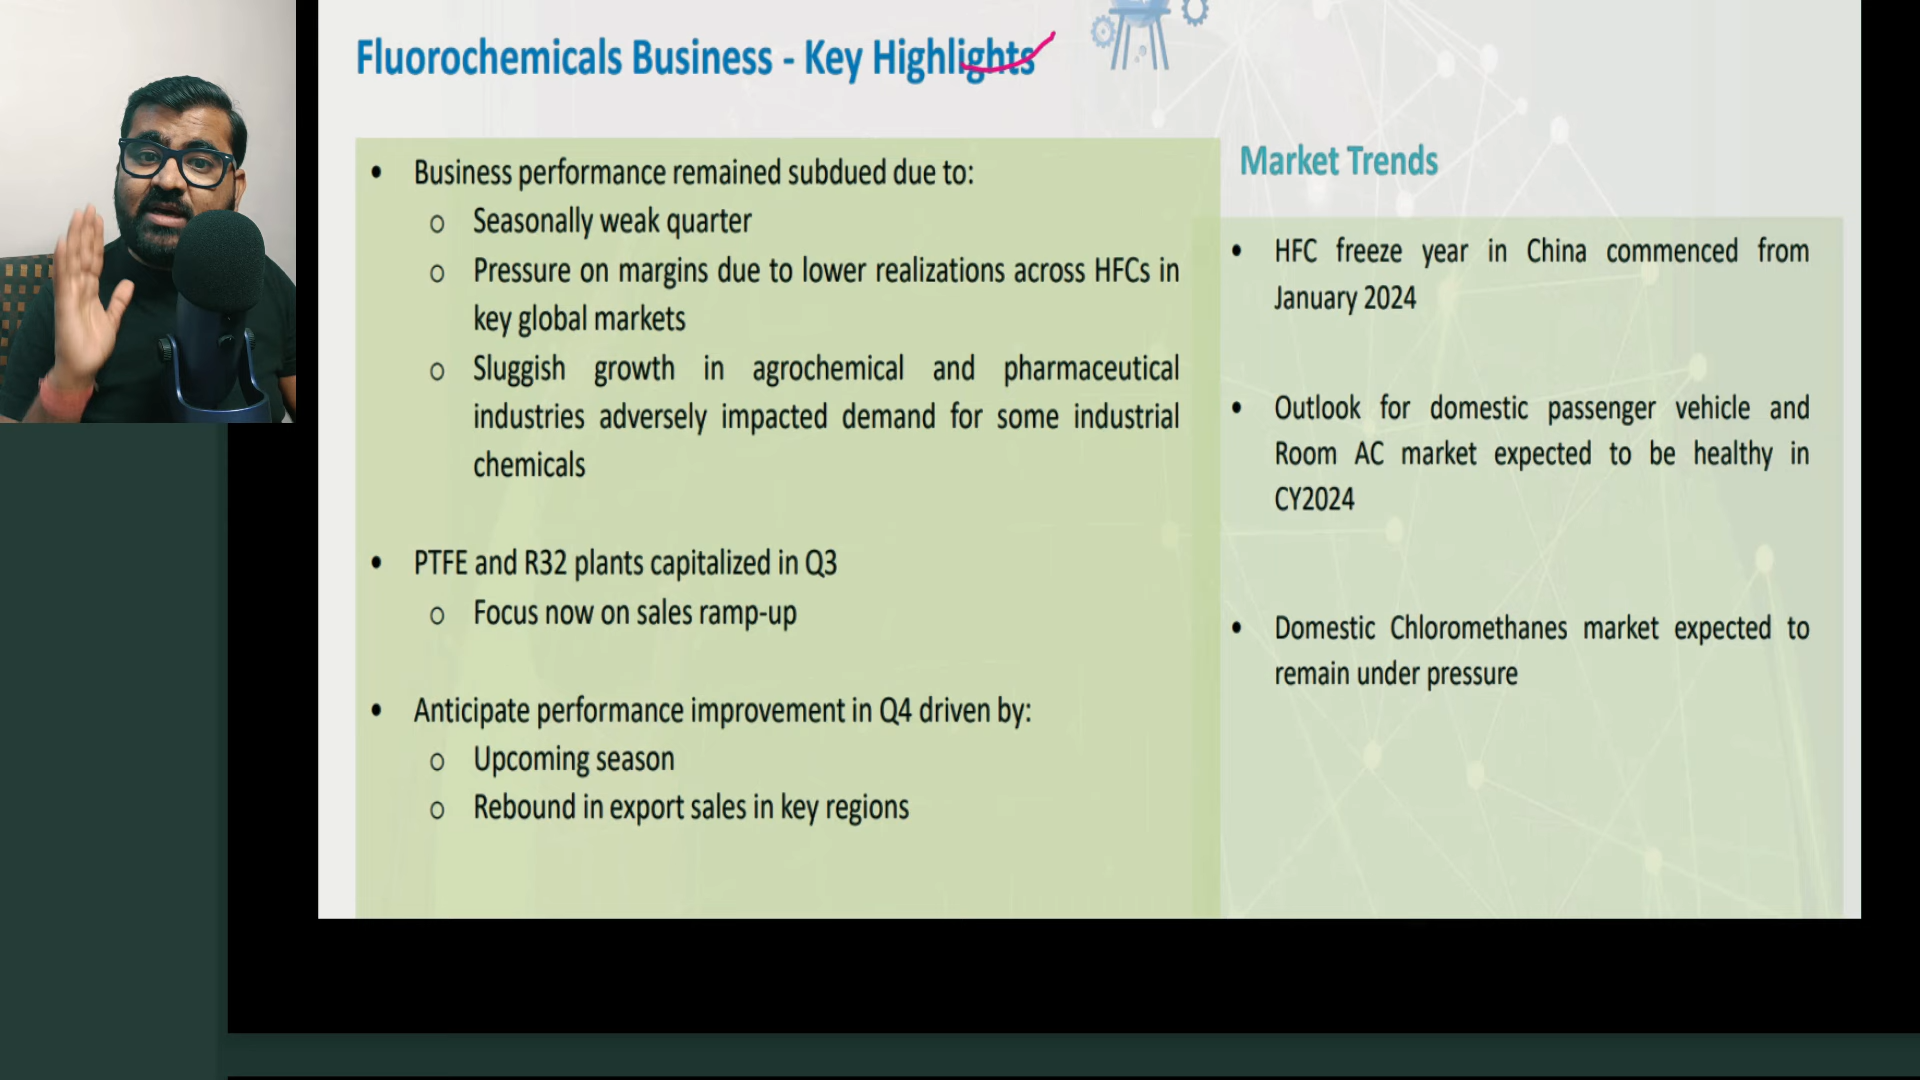 Fluorochemicals Business - Key Highlights
• Business performance remained subdued due to:
o Seasonally weak quarter
o Pressure on margins due to lower realizations across HFCs in
key global markets
o Sluggish growth in agrochemical and pharmaceutical
industries adversely impacted demand for some industrial
chemicals
• PTFE and R32 plants capitalized in Q3
o Focus now on sales ramp-up
• Anticipate performance improvement in Q4 driven by:
o Upcoming season
o Rebound in export sales in key regions
Market Trends
• HFC freeze year in China commenced from
January 2024
• Outlook for domestic passenger vehicle and
Room AC market expected to be healthy in
CY2024
• Domestic Chloromethanes market expected to
remain under pressure